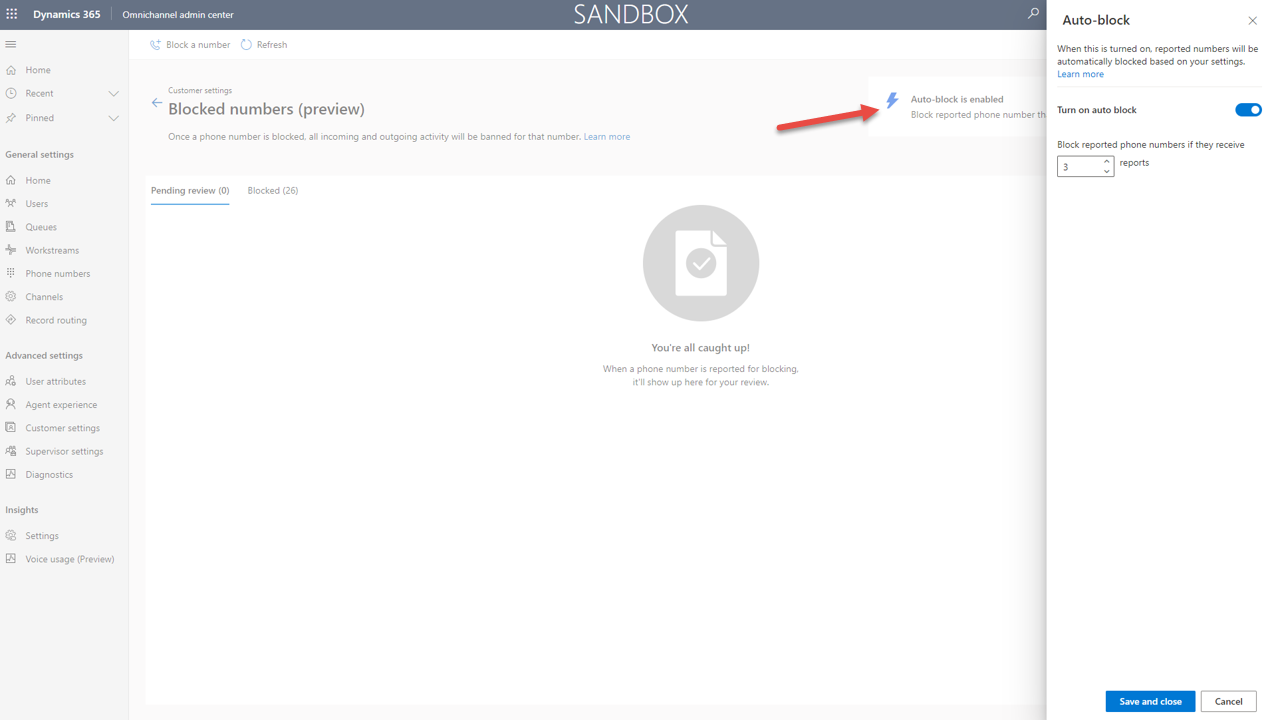 Dynamics 365
Omnichannel admin center
SANDBOX
Home
Recent
Pinned
General settings
Home
Users
Queues
Workstreams
Phone numbers
Channels
Record routing
Advanced settings
User attributes
Agent experience
Customer settings
Supervisor settings
Diagnostics
Insights
Settings
Voice usage (Preview)
Block a number
Refresh
Customer settings
Blocked numbers (preview)
Once a phone number is blocked, all incoming and outgoing activity will be banned for that number. Learn more
Auto-block is enabled
Block reported phone number th
Pending review (0)
Blocked (26)
You're all caught up!
When a phone number is reported for blocking,
it'll show up here for your review.
Auto-block
When this is turned on, reported numbers will be
automatically blocked based on your settings.
Learn more
Turn on auto block
Block reported phone numbers if they receive
3 reports
Save and close
Cancel